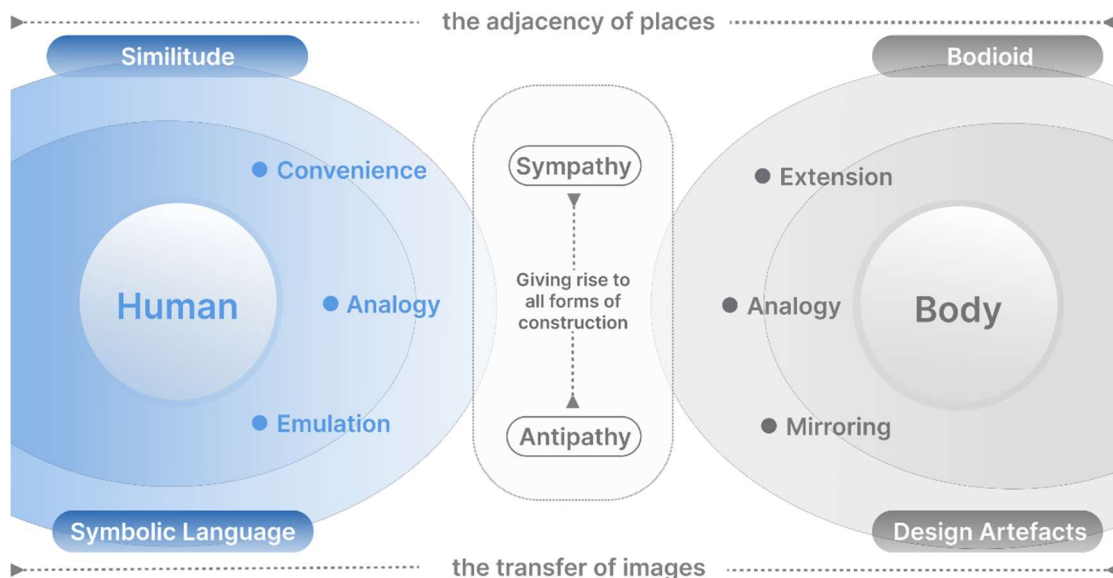 the adjacency of places
Similitude
Bodioid
Convenience
Sympathy
Extension
Human
Analogy
Giving rise to
all forms of
construction
Analogy
Body
Emulation
Antipathy
Mirroring
Symbolic Language
Design Artefacts
the transfer of images